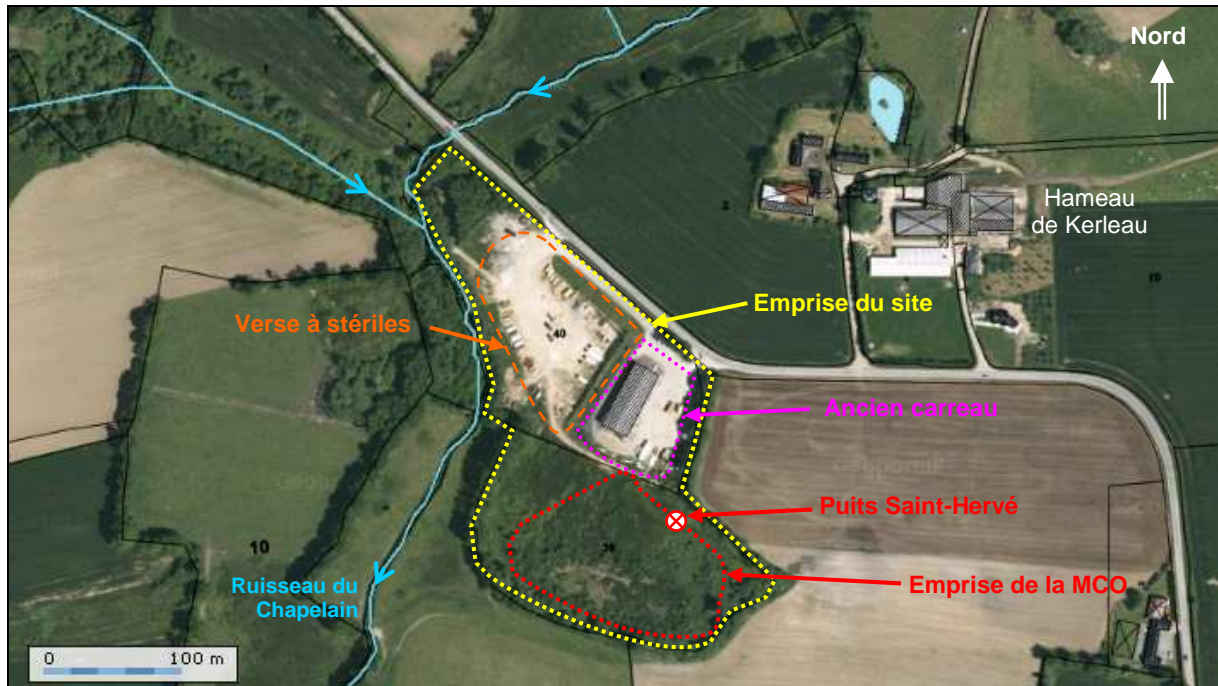 Nord
Hameau
de Kerleau
Emprise du site
Verse à stériles
40
Ancien carreau
geoportail
Puits Saint-Hervé
10
Emprise de la MCO
Ruisseau du
Chapelain
0 100 m